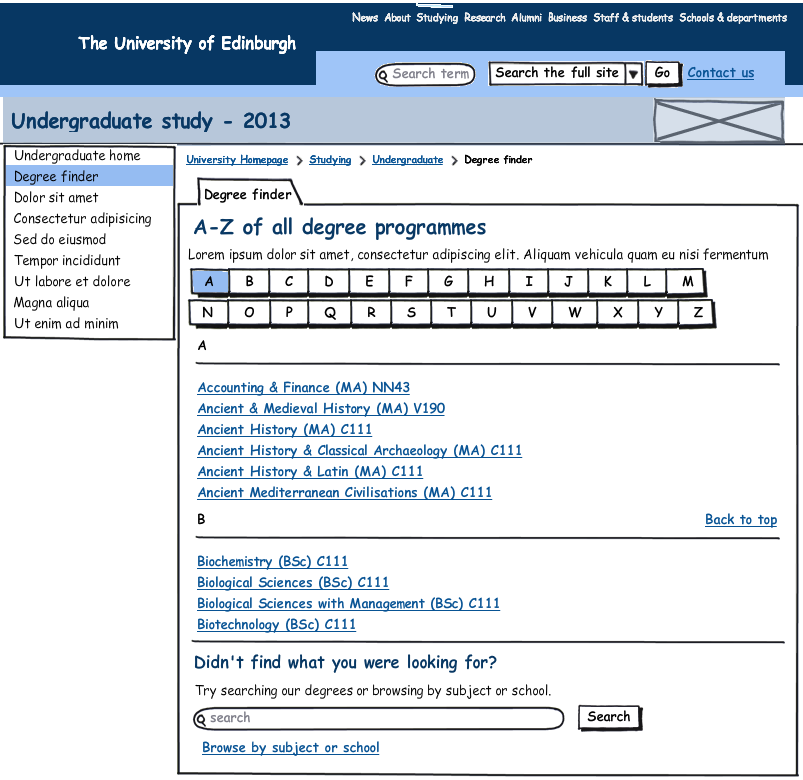 News About Studying Research Alumni Business Staff & students Schools & departments
The University of Edinburgh
Search term Search the full site Go Contact us
Undergraduate study - 2013
Undergraduate home
Degree finder
Dolor sit amet
Consectetur adipisicing
Sed do eiusmod
Tempor incididunt
Ut labore et dolore
Magna aliqua
Ut enim ad minim
University Homepage > Studying > Undergraduate > Degree finder
Degree finder
A-Z of all degree programmes
Lorem ipsum dolor sit amet, consectetur adipiscing elit. Aliquam vehicula quam eu nisi fermentum
A B C D E F G H I J K L M
N O P Q R S T U V W X Y Z
A
Accounting & Finance (MA) NN43
Ancient & Medieval History (MA) V190
Ancient History (MA) C111
Ancient History & Classical Archaeology (MA) C111
Ancient History & Latin (MA) C111
Ancient Mediterranean Civilisations (MA) C111
B Back to top
Biochemistry (BSc) C111
Biological Sciences (BSc) C111
Biological Sciences with Management (BSc) C111
Biotechnology (BSc) C111
Didn't find what you were looking for?
Try searching our degrees or browsing by subject or school.
search Search
Browse by subject or school